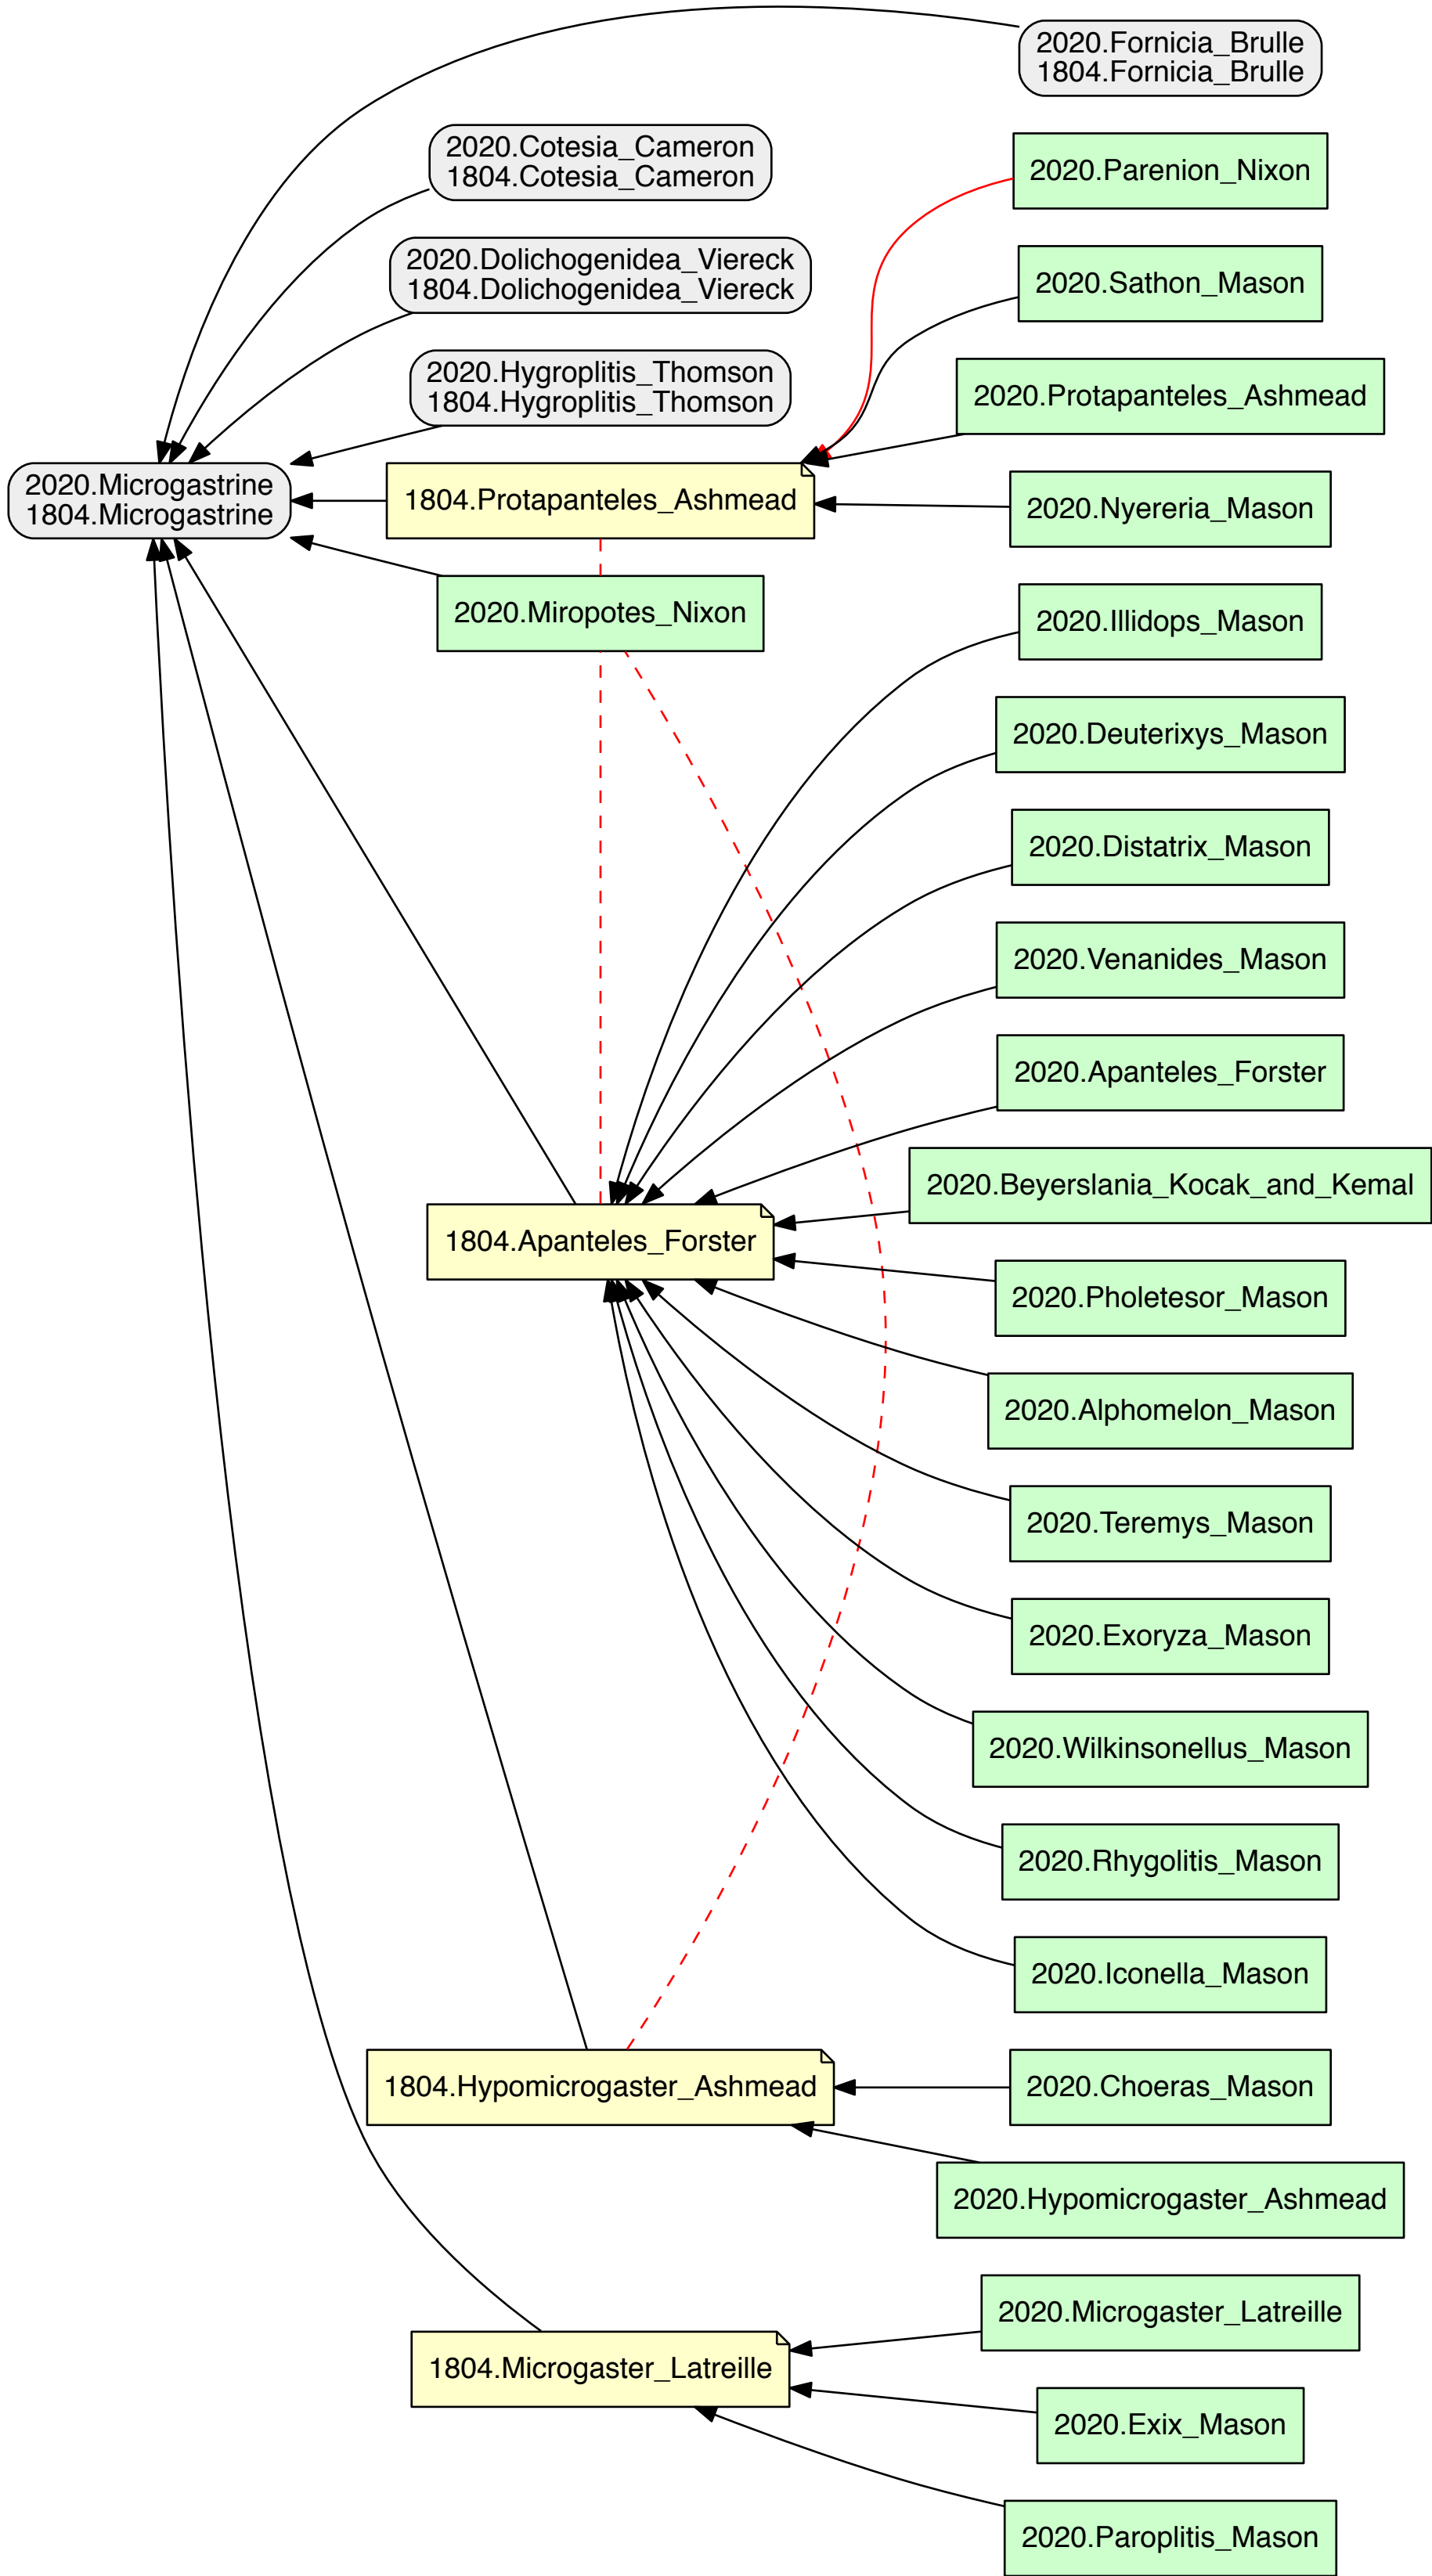 2020.Fornicia_Brulle
1804.Fornicia_Brulle
2020.Cotesia_Cameron
1804.Cotesia_Cameron
2020.Parenion_Nixon
2020.Dolichogenidea_Viereck
1804.Dolichogenidea_Viereck
2020.Sathon_Mason
2020.Hygroplitis_Thomson
1804.Hygroplitis_Thomson
2020.Protapanteles_Ashmead
2020.Microgastrine
1804.Microgastrine
1804.Protapanteles_Ashmead
2020.Nyereria_Mason
2020.Miropotes_Nixon
2020.Illidops_Mason
2020.Deuterixys_Mason
2020.Distatrix_Mason
2020.Venanides_Mason
2020.Apanteles_Forster
2020.Beyerslania_Kocak_and_Kemal
1804.Apanteles_Forster
2020.Pholetesor_Mason
2020.Alphomelon_Mason
2020.Teremys_Mason
2020.Exoryza_Mason
2020.Wilkinsonellus_Mason
2020.Rhygolitis_Mason
2020.Iconella_Mason
1804.Hypomicrogaster_Ashmead
2020.Choeras_Mason
2020.Hypomicrogaster_Ashmead
2020.Microgaster_Latreille
1804.Microgaster_Latreille
2020.Exix_Mason
2020.Paroplitis_Mason